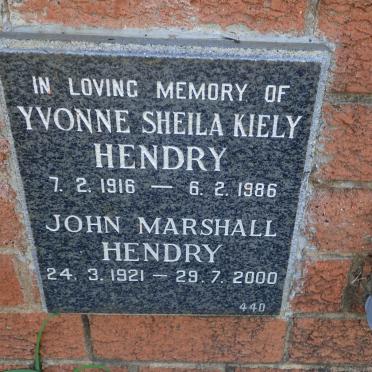 IN LOVING MEMORY OF
YVONNE SHEILA KIELY
HENDRY
7. 2. 1916 — 6. 2. 1986
JOHN MARSHALL
HENDRY
24. 3. 1921 — 29. 7. 2000
440